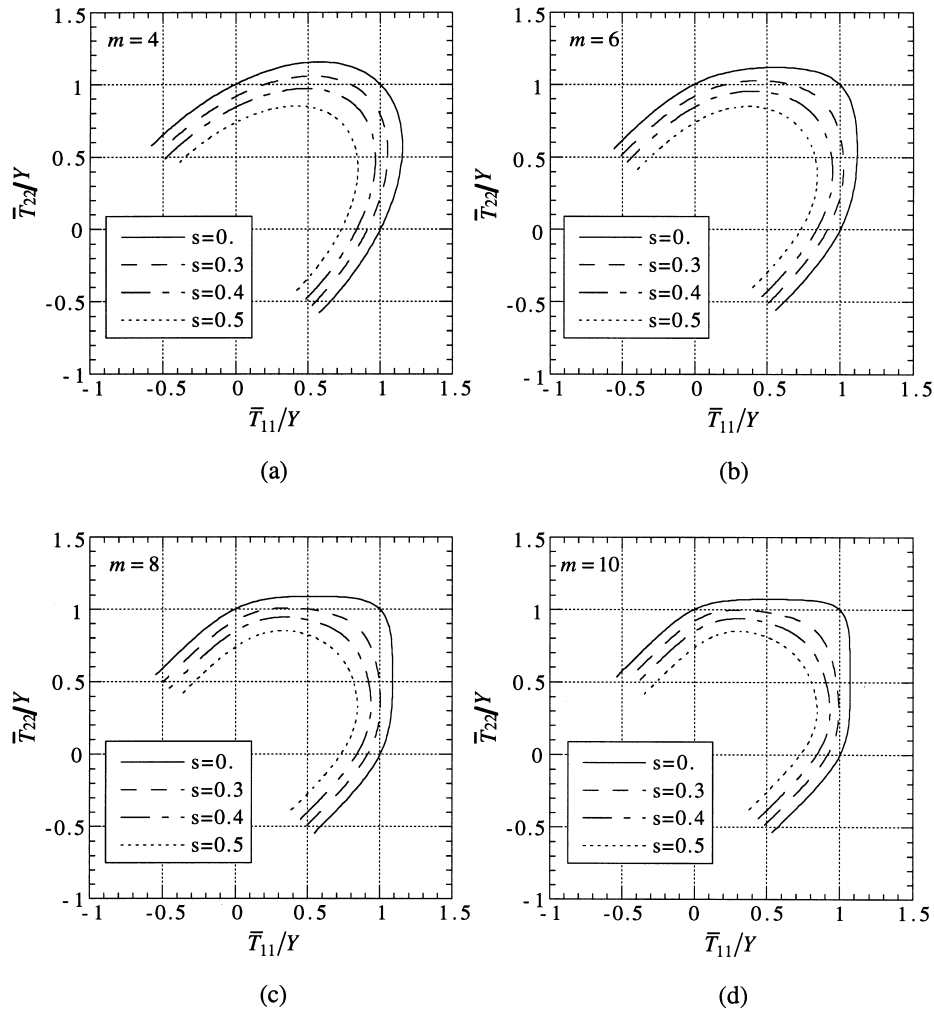 1.5
m = 4
1
0.5
0
-0.5
-1
T̅22/Y
s=0.
s=0.3
s=0.4
s=0.5
-1 -0.5 0 0.5 1 1.5
T̅11/Y
(a)
1.5
m = 6
1
0.5
0
-0.5
-1
T̅22/Y
s=0.
s=0.3
s=0.4
s=0.5
-1 -0.5 0 0.5 1 1.5
T̅11/Y
(b)
1.5
m = 8
1
0.5
0
-0.5
-1
T̅22/Y
s=0.
s=0.3
s=0.4
s=0.5
-1 -0.5 0 0.5 1 1.5
T̅11/Y
(c)
1.5
m = 10
1
0.5
0
-0.5
-1
T̅22/Y
s=0.
s=0.3
s=0.4
s=0.5
-1 -0.5 0 0.5 1 1.5
T̅11/Y
(d)